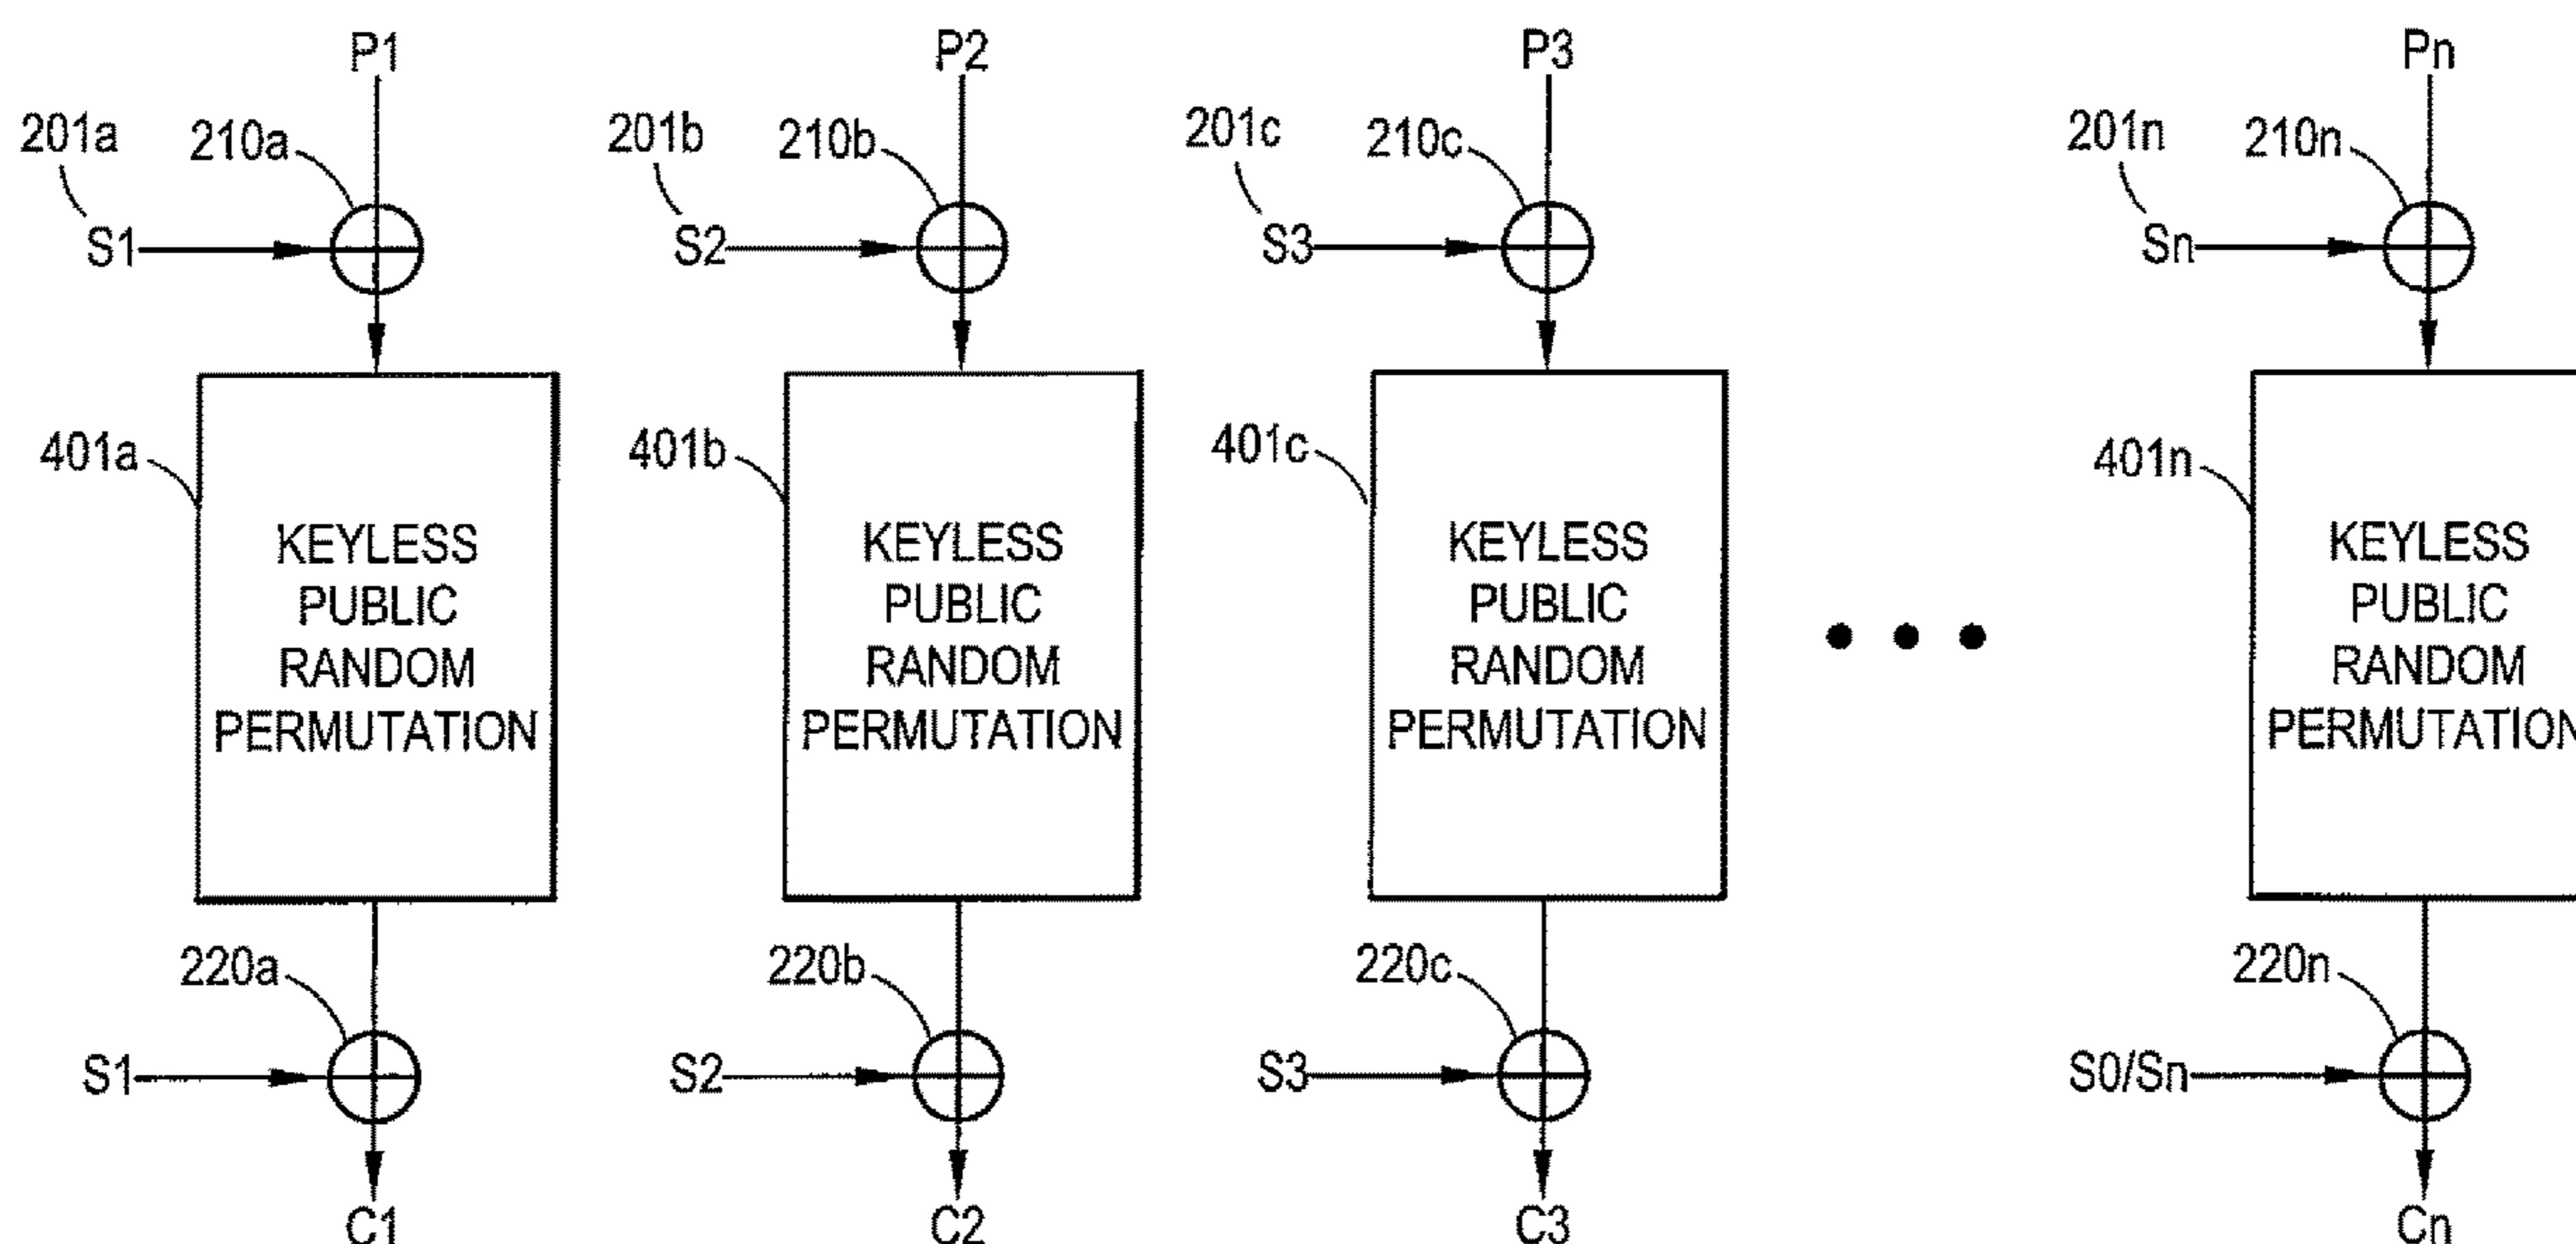 P1 P2 P3 Pn
201a 210a 201b 210b 201c 210c 201n 210n
S1 S2 S3 Sn
401a 401b 401c 401n
KEYLESS KEYLESS KEYLESS KEYLESS
PUBLIC PUBLIC PUBLIC PUBLIC
RANDOM RANDOM RANDOM RANDOM
PERMUTATION PERMUTATION PERMUTATION PERMUTATION
220a 220b 220c 220n
S1 S2 S3 S0/Sn
C1 C2 C3 Cn